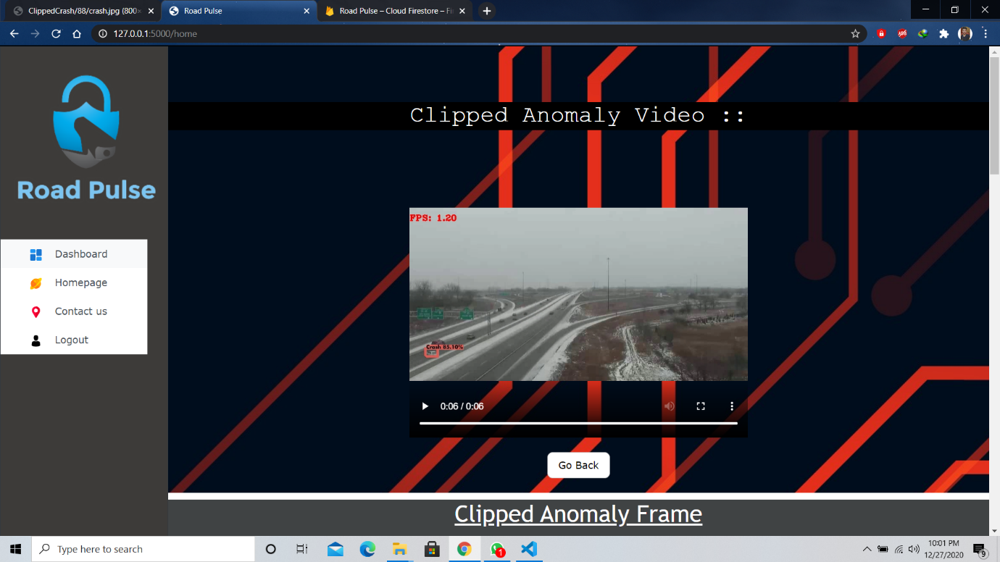 ClippedCrash/88/crash.jpg (800×
Road Pulse
Road Pulse – Cloud Firestore – Fi
127.0.0.1:5000/home
ABS
Road Pulse
Dashboard
Homepage
Contact us
Logout
Clipped Anomaly Video ::
FPS: 1.20
Crash 85.10%
0:06 / 0:06
Go Back
Clipped Anomaly Frame
Type here to search
1
10:01 PM
12/27/2020
9